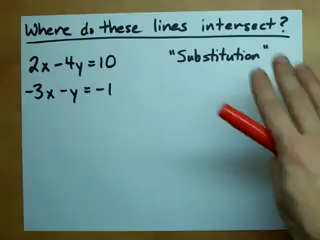 Where do these lines intersect?
2x-4y=10 "Substitution"
-3x-y=-1